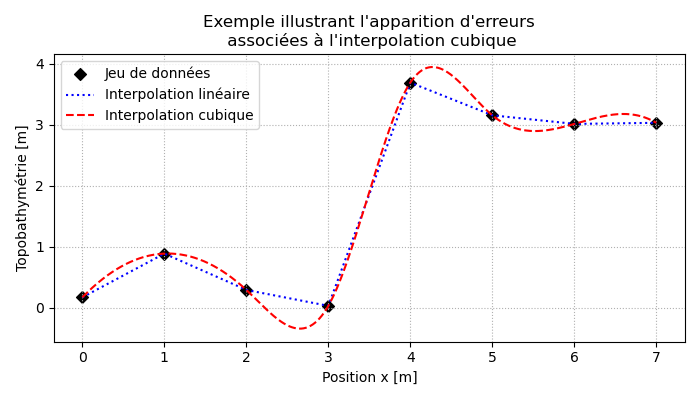 Exemple illustrant l'apparition d'erreurs
associées à l'interpolation cubique
Jeu de données
Interpolation linéaire
Interpolation cubique
Topobathymétrie [m]
4
3
2
1
0
0 1 2 3 4 5 6 7
Position x [m]